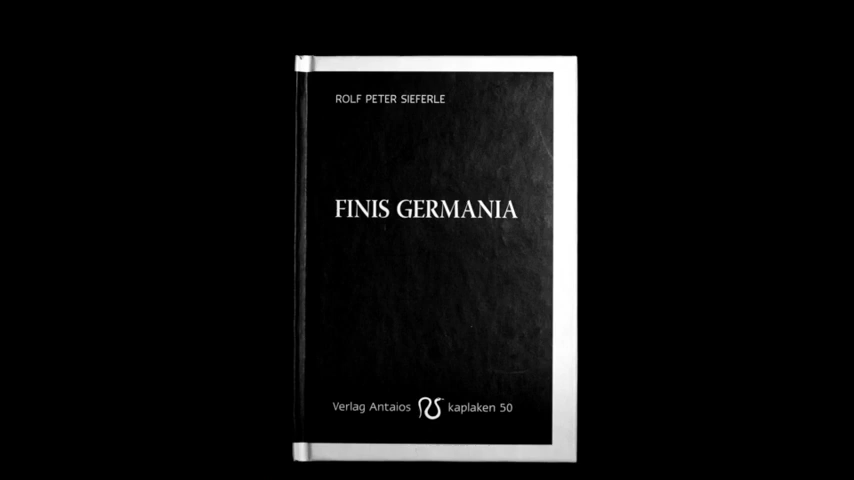 ROLF PETER SIEFERLE
FINIS GERMANIA
Verlag Antaios kaplaken 50